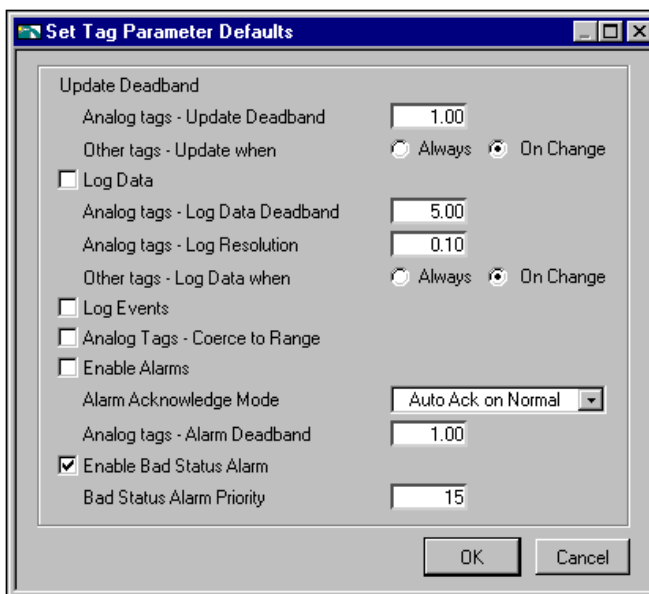 Set Tag Parameter Defaults
Update Deadband
Analog tags - Update Deadband 1.00
Other tags - Update when Always On Change
Log Data
Analog tags - Log Data Deadband 5.00
Analog tags - Log Resolution 0.10
Other tags - Log Data when Always On Change
Log Events
Analog Tags - Coerce to Range
Enable Alarms
Alarm Acknowledge Mode Auto Ack on Normal
Analog tags - Alarm Deadband 1.00
Enable Bad Status Alarm
Bad Status Alarm Priority 15
OK Cancel